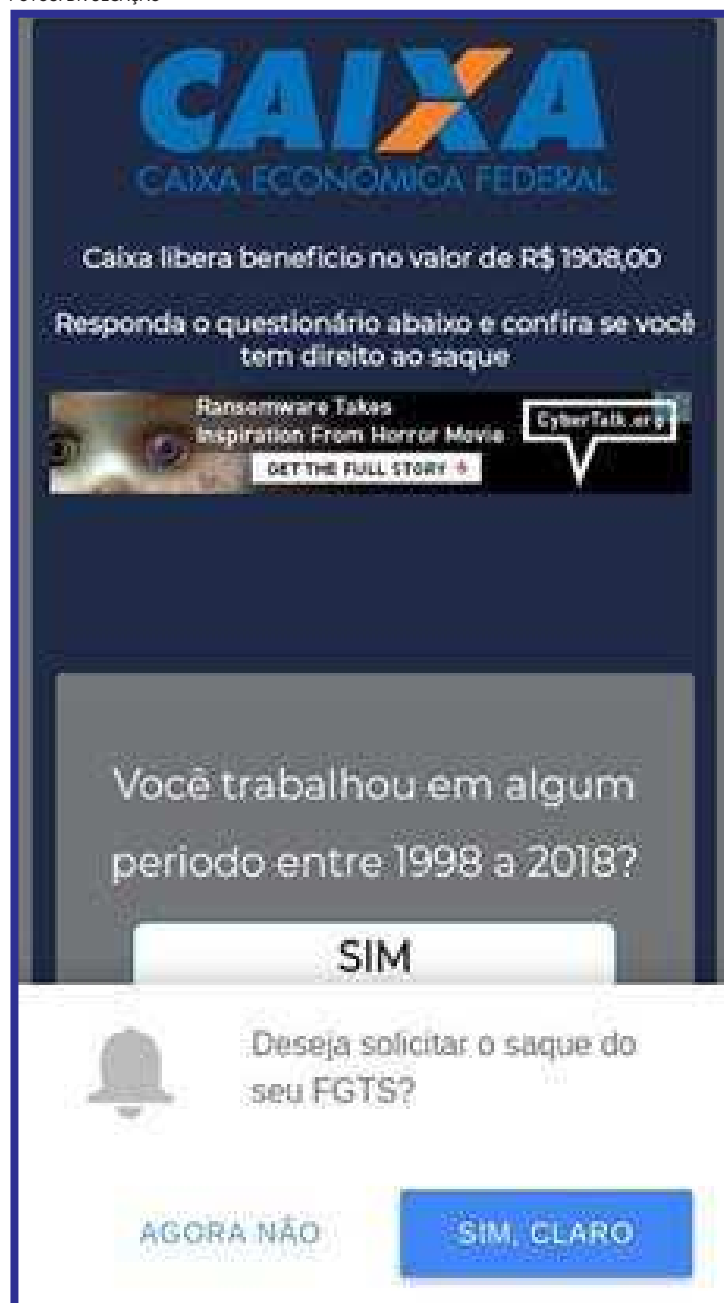 CAIXA
CAIXA ECONÔMICA FEDERAL
Caixa libera beneficio no valor de R$ 1908,00
Responda o questionário abaixo e confira se você
tem direito ao saque
Ransomware Takes
Inspiration From Horror Movie
GET THE FULL STORY
CyberTalk.org
Você trabalhou em algum
periodo entre 1998 a 2018?
SIM
Deseja solicitar o saque do
seu FGTS?
AGORA NÃO
SIM, CLARO